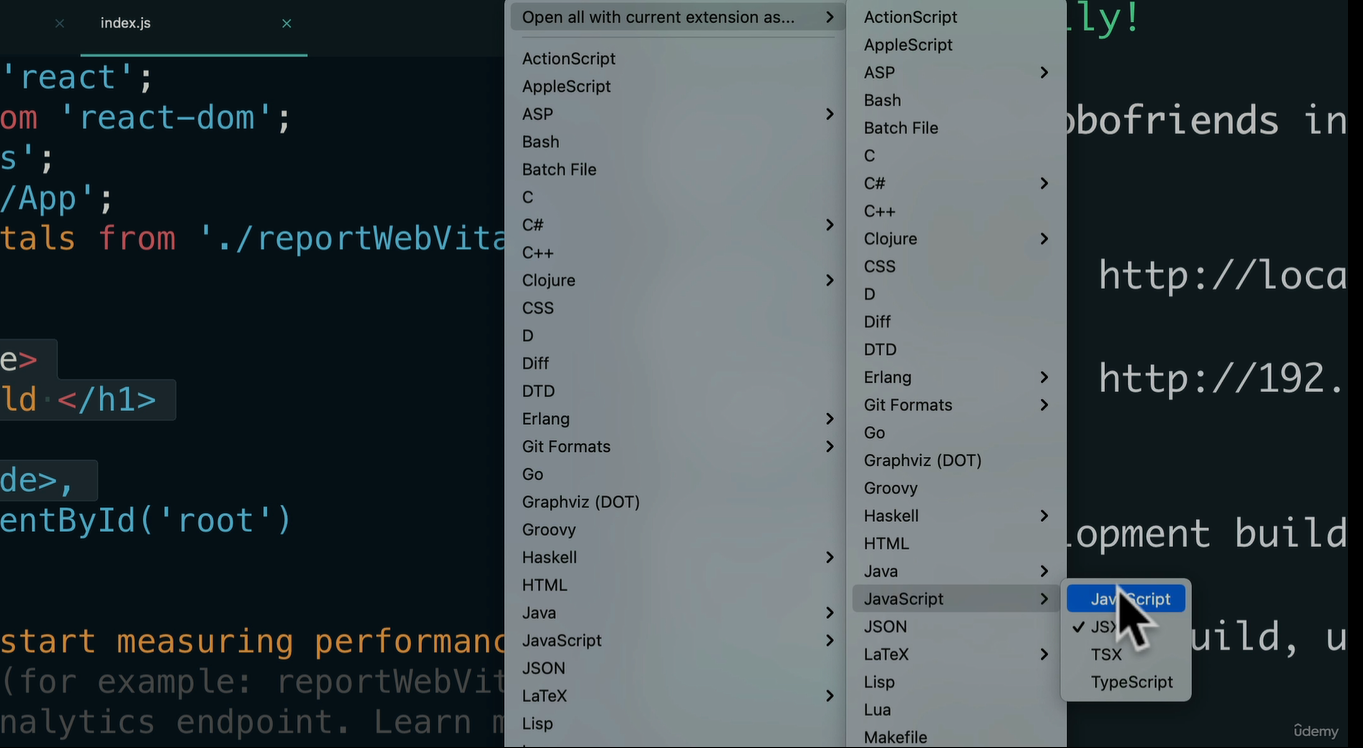 index.js
'react';
om 'react-dom';
s';
/App';
tals from './reportWebVita
e>
ld </h1>
de>,
entById('root')
start measuring performanc
(for example: reportWebVit
nalytics endpoint. Learn m
Open all with current extension as...
ActionScript
AppleScript
ASP
Bash
Batch File
C
C#
C++
Clojure
CSS
D
Diff
DTD
Erlang
Git Formats
Go
Graphviz (DOT)
Groovy
Haskell
HTML
Java
JavaScript
JSON
LaTeX
Lisp
ActionScript
AppleScript
ASP
Bash
Batch File
C
C#
C++
Clojure
CSS
D
Diff
DTD
Erlang
Git Formats
Go
Graphviz (DOT)
Groovy
Haskell
HTML
Java
JavaScript
JSON
LaTeX
Lisp
Lua
Makefile
JavaScript
JSX
TSX
TypeScript
lly!
obofriends in
http://loca
http://192.
lopment build
uild, u
ûdemy